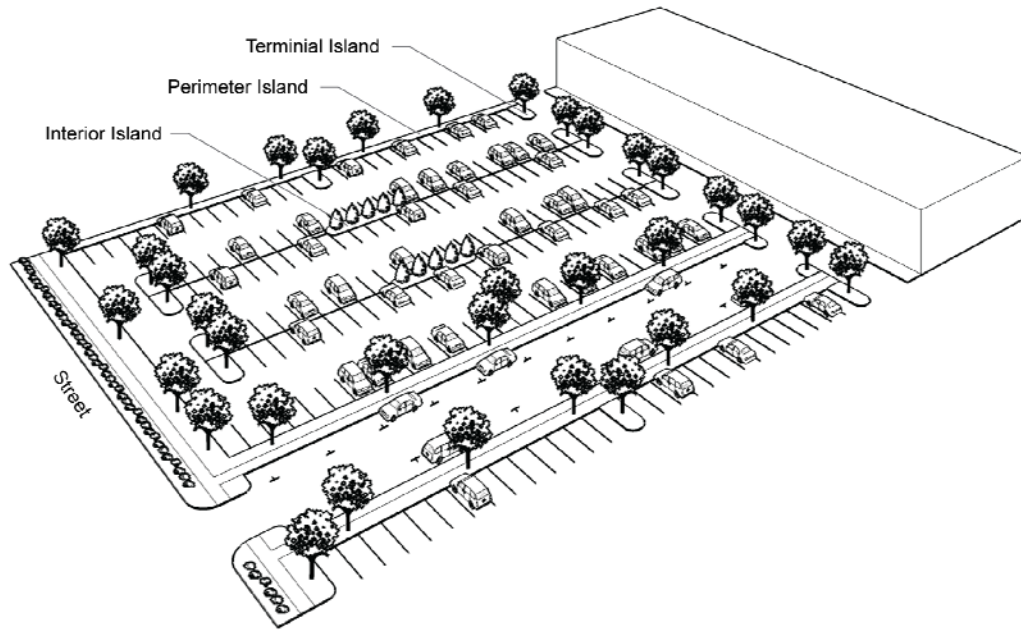 Terminial Island
Perimeter Island
Interior Island
Street